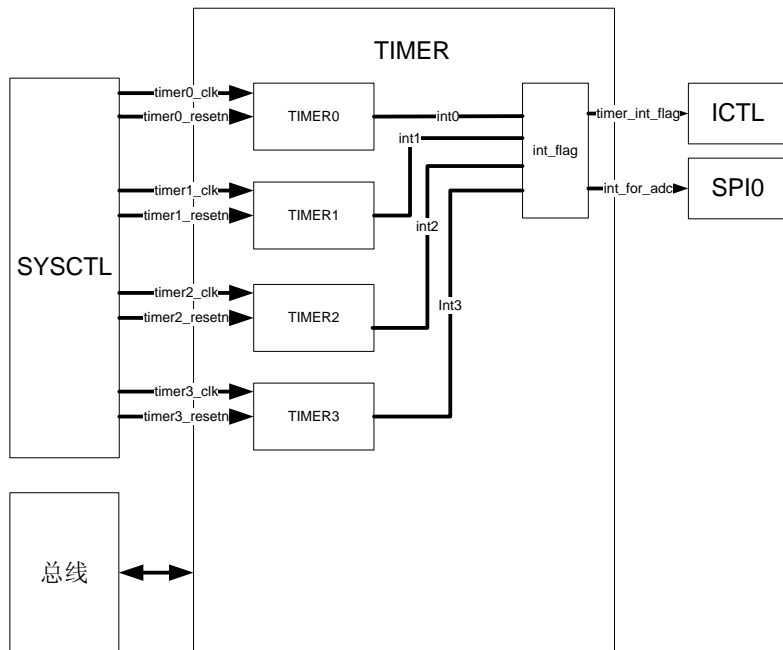 TIMER
timer0_clk
timer0_resetn
TIMER0
int0
timer_int_flag
ICTL
int1
int_flag
timer1_clk
timer1_resetn
TIMER1
int_for_adc
SPI0
int2
SYSCTL
timer2_clk
timer2_resetn
TIMER2
Int3
timer3_clk
timer3_resetn
TIMER3
总线